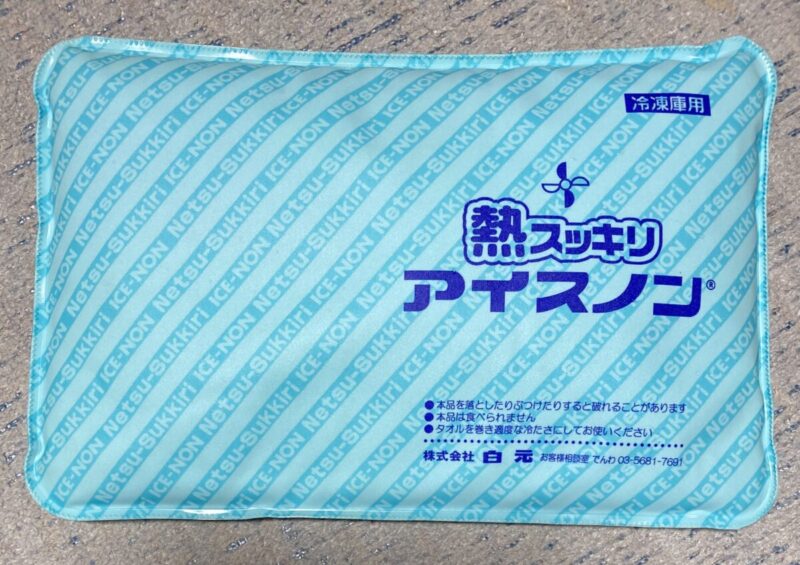 冷凍庫用
熱スッキリ
アイスノン®
●本品を落としたりぶつけたりすると破れることがあります
●本品は食べられません
●タオルを巻き適度な冷たさにしてお使いください
株式会社 白元 お客様相談室 でんわ 03-5681-7691
Netsu-Sukkiri ICE-NON